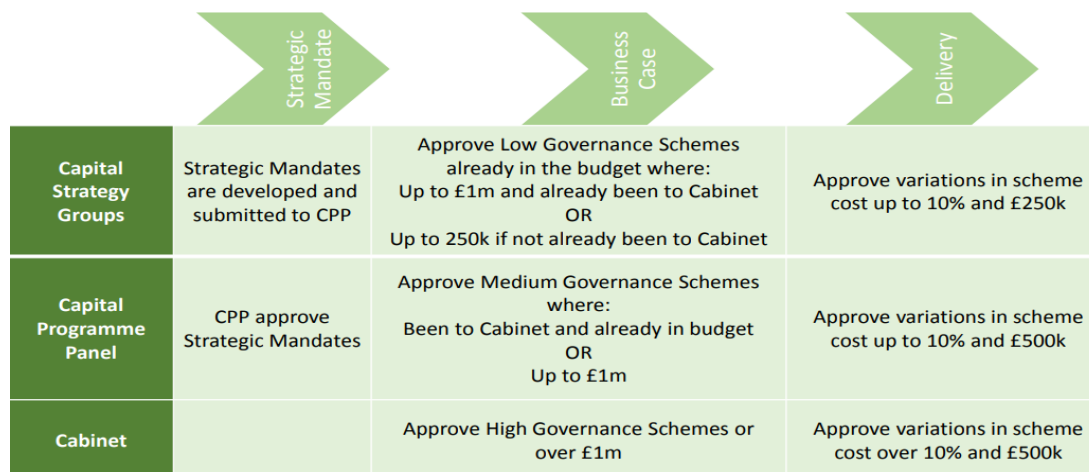 Strategic
Mandate
Business
Case
Delivery
Capital
Strategy
Groups
Strategic Mandates
are developed and
submitted to CPP
Approve Low Governance Schemes
already in the budget where:
Up to £1m and already been to Cabinet
OR
Up to 250k if not already been to Cabinet
Approve variations in scheme
cost up to 10% and £250k
Capital
Programme
Panel
CPP approve
Strategic Mandates
Approve Medium Governance Schemes
where:
Been to Cabinet and already in budget
OR
Up to £1m
Approve variations in scheme
cost up to 10% and £500k
Cabinet
Approve High Governance Schemes or
over £1m
Approve variations in scheme
cost over 10% and £500k